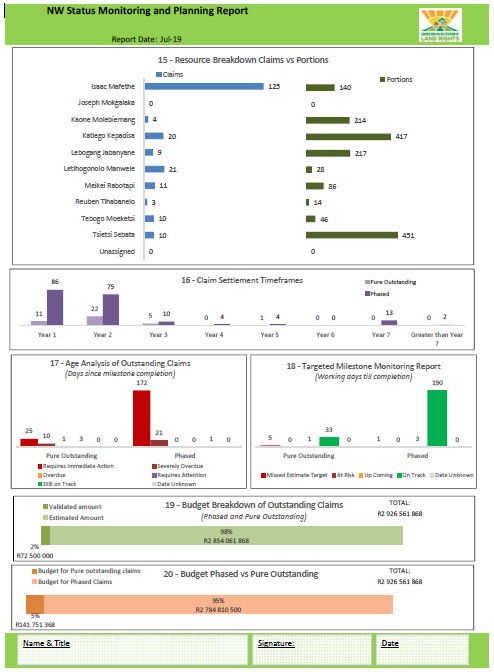 NW Status Monitoring and Planning Report
Report Date: Jul-19
LAND RIGHTS
15 - Resource Breakdown Claims vs Portions
Claims
Portions
Isaac Mafethe 125 140
Joseph Mokgalaka 0 0
Kaone Molebiemang 4 214
Katlego Kepadisa 20 417
Lebogang Jabanyane 9 217
Letlhogonolo Manwele 21 28
Meikei Rabotapi 11 86
Reuben Tlhabanelo 3 14
Tebogo Moeketsi 10 46
Tsietsi Sebata 10 451
Unassigned 0 0
16 - Claim Settlement Timeframes
Pure Outstanding
Phased
11 86 22 75 5 10 0 4 1 4 0 0 0 13 0 2
Year 1 Year 2 Year 3 Year 4 Year 5 Year 6 Year 7 Greater than Year 7
17 - Age Analysis of Outstanding Claims
(Days since milestone completion)
25 10 1 3 0 0 172 21 0 0 1 0
Pure Outstanding Phased
Requires Immediate Action Severely Overdue
Overdue Requires Attention
Still on Track Date Unknown
18 - Targeted Milestone Monitoring Report
(Working days till completion)
5 0 1 33 0 1 0 3 190 0
Pure Outstanding Phased
Missed Estimate Target At Risk Up Coming On Track Date Unknown
19 - Budget Breakdown of Outstanding Claims
(Phased and Pure Outstanding)
Validated amount
Estimated Amount
TOTAL:
R2 926 561 868
98%
R2 854 061 868
2%
R72 500 000
20 - Budget Phased vs Pure Outstanding
Budget for Pure outstanding claims
Budget for Phased Claims
TOTAL:
R2 926 561 868
95%
R2 784 810 500
5%
R141 751 368
Name & Title Signature: Date